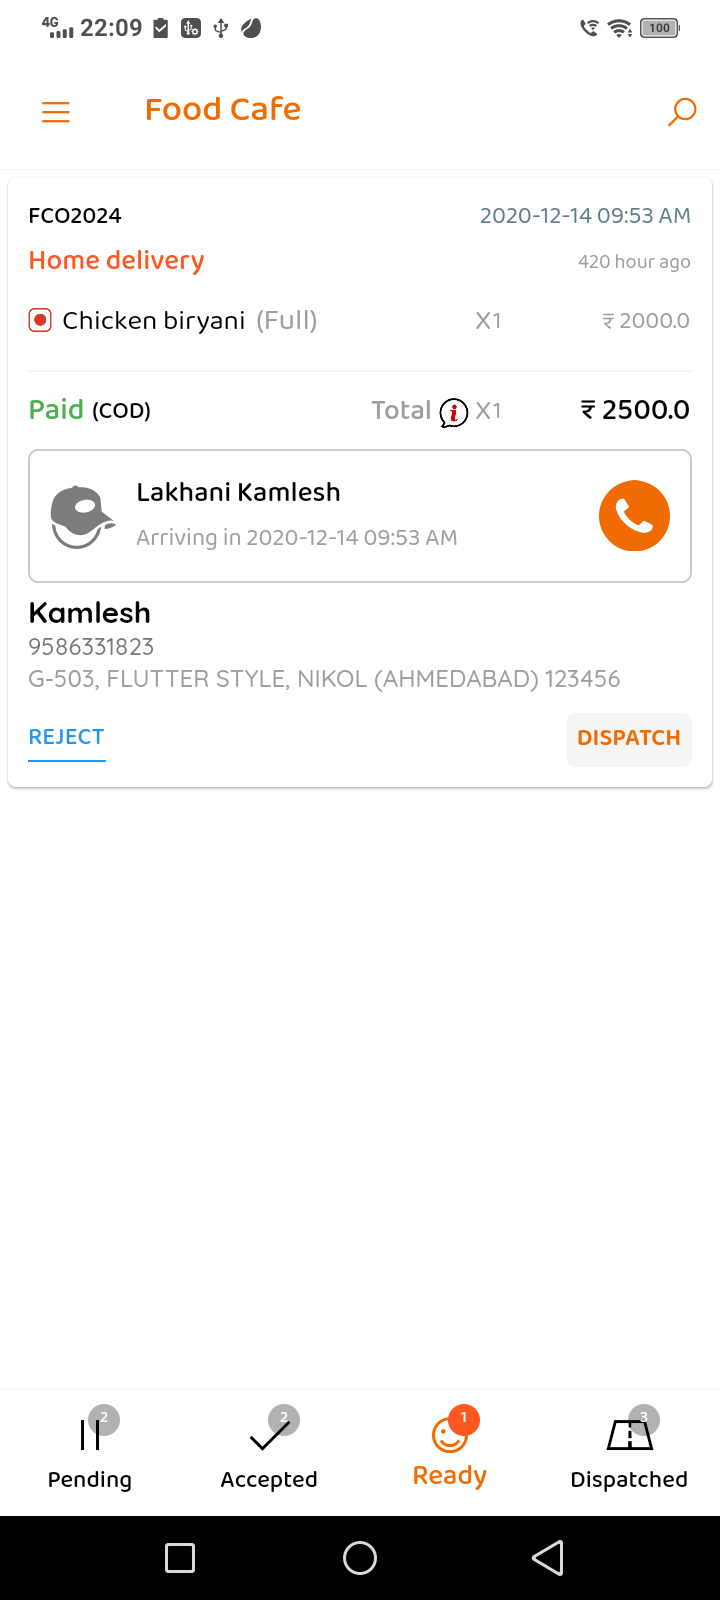 4G 22:09 100
Food Cafe
FCO2024 2020-12-14 09:53 AM
Home delivery 420 hour ago
Chicken biryani (Full) X1 ₹ 2000.0
Paid (COD) Total i X1 ₹ 2500.0
Lakhani Kamlesh
Arriving in 2020-12-14 09:53 AM
Kamlesh
9586331823
G-503, FLUTTER STYLE, NIKOL (AHMEDABAD) 123456
REJECT DISPATCH
2 2 1 3
Pending Accepted Ready Dispatched